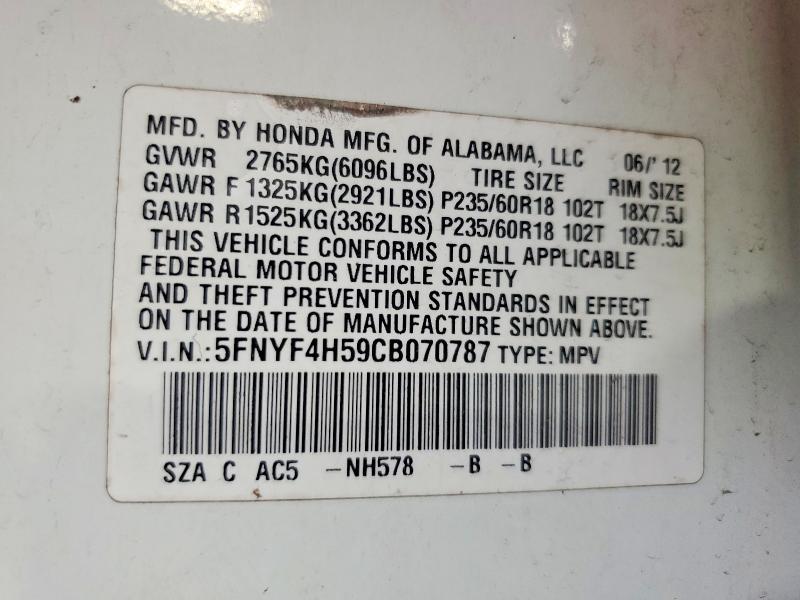 MFD. BY HONDA MFG. OF ALABAMA, LLC 06/'12
GVWR 2765KG(6096LBS) TIRE SIZE RIM SIZE
GAWR F 1325KG(2921LBS) P235/60R18 102T 18X7.5J
GAWR R 1525KG(3362LBS) P235/60R18 102T 18X7.5J
THIS VEHICLE CONFORMS TO ALL APPLICABLE
FEDERAL MOTOR VEHICLE SAFETY
AND THEFT PREVENTION STANDARDS IN EFFECT
ON THE DATE OF MANUFACTURE SHOWN ABOVE.
V.I.N.:5FNYF4H59CB070787 TYPE: MPV
SZA C AC5 -NH578 -B -B